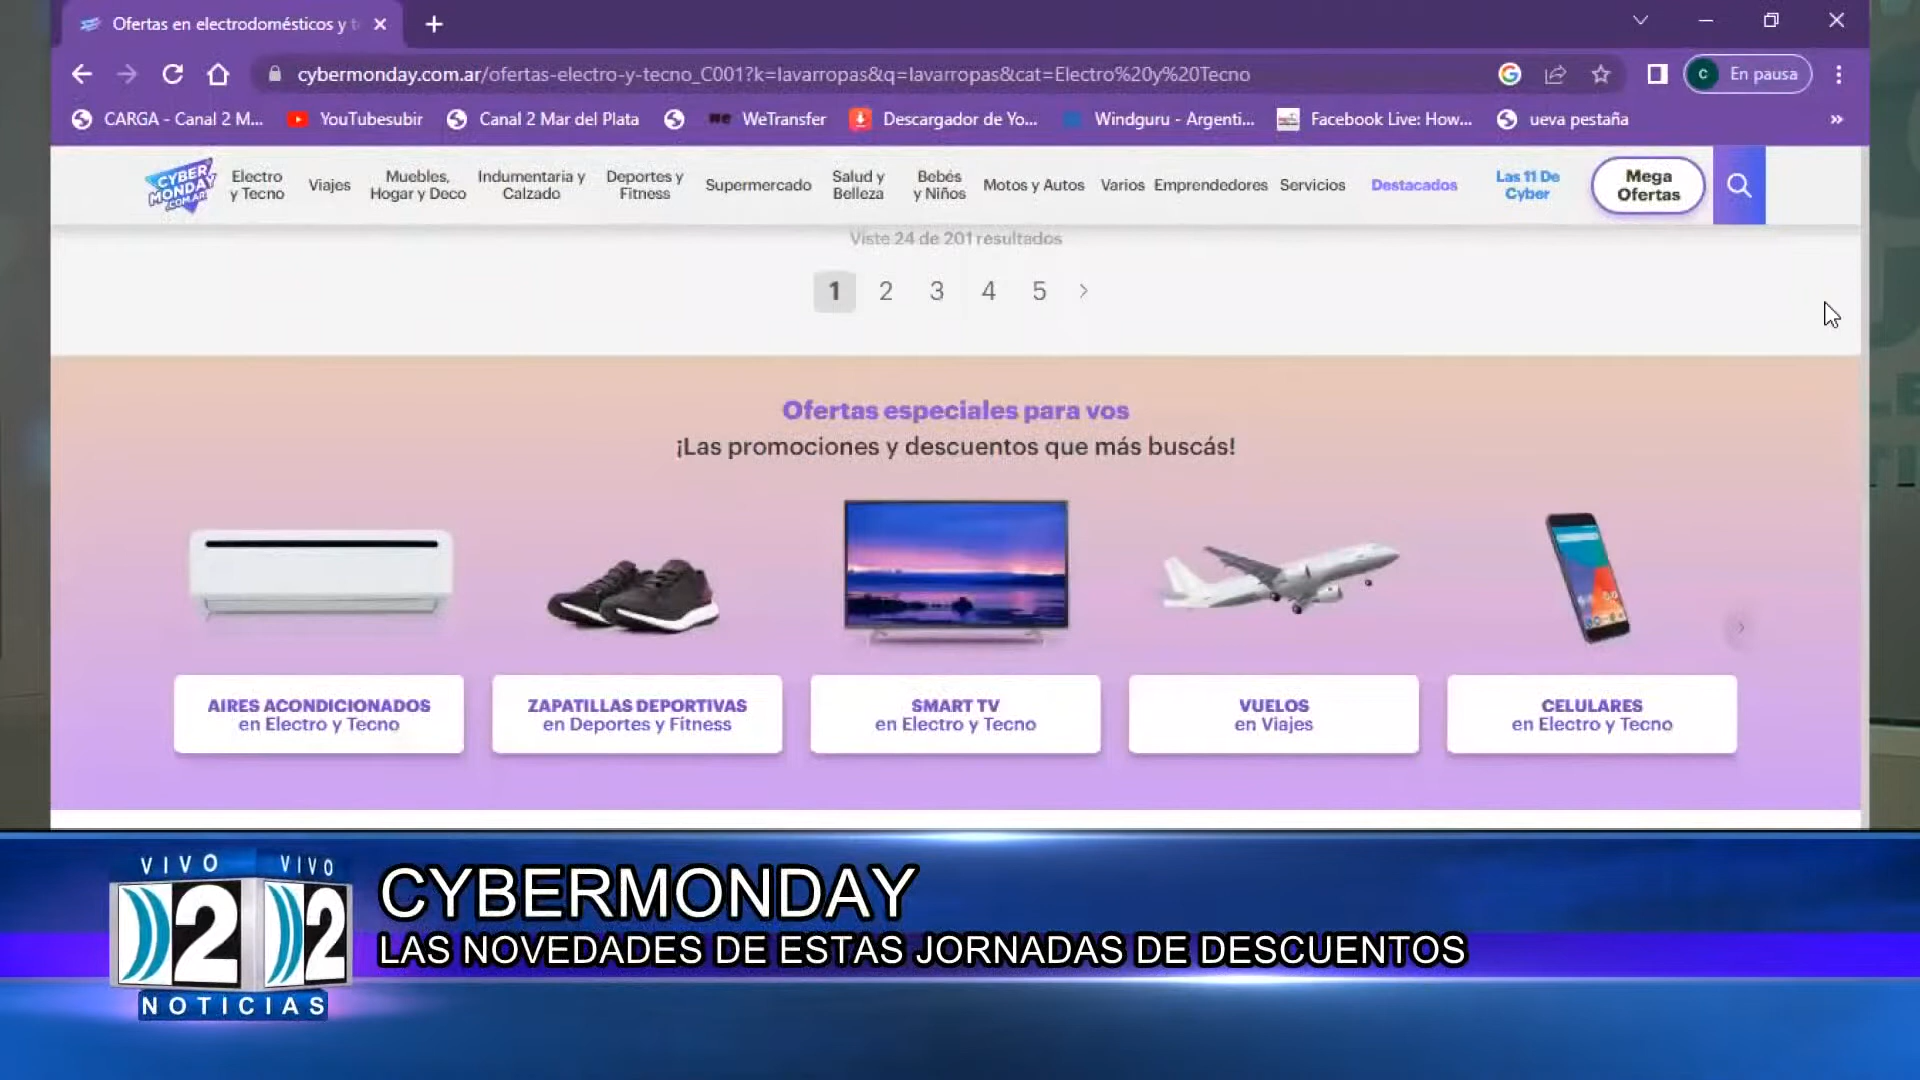 Ofertas en electrodomésticos y t
cybermonday.com.ar/ofertas-electro-y-tecno_C001?k=lavarropas&q=lavarropas&cat=Electro%20y%20Tecno
C
En pausa
CARGA - Canal 2 M...
YouTubesubir
Canal 2 Mar del Plata
WeTransfer
Descargador de Yo...
Windguru - Argenti...
Facebook Live: How...
ueva pestaña
CYBER
MONDAY
.COM.AR
Electro
y Tecno
Viajes
Muebles,
Hogar y Deco
Indumentaria y
Calzado
Deportes y
Fitness
Supermercado
Salud y
Belleza
Bebés
y Niños
Motos y Autos
Varios
Emprendedores
Servicios
Destacados
Las 11 De
Cyber
Mega
Ofertas
Viste 24 de 201 resultados
1 2 3 4 5 >
Ofertas especiales para vos
¡Las promociones y descuentos que más buscás!
AIRES ACONDICIONADOS
en Electro y Tecno
ZAPATILLAS DEPORTIVAS
en Deportes y Fitness
SMART TV
en Electro y Tecno
VUELOS
en Viajes
CELULARES
en Electro y Tecno
VIVO VIVO
2 2
NOTICIAS
CYBERMONDAY
LAS NOVEDADES DE ESTAS JORNADAS DE DESCUENTOS